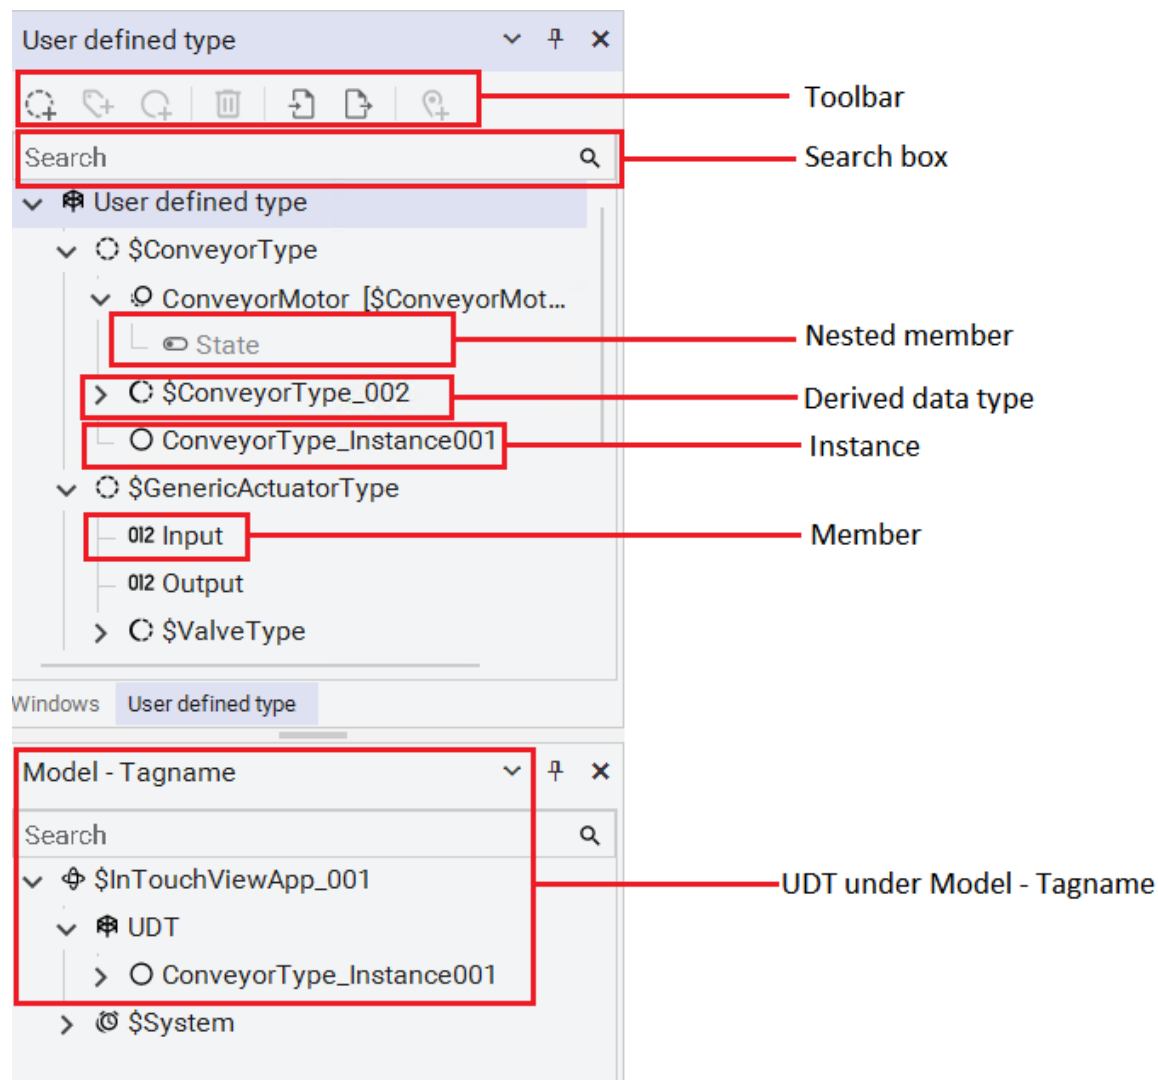 User defined type
Toolbar
Search
Search box
User defined type
$ConveyorType
ConveyorMotor [$ConveyorMot...
State
Nested member
$ConveyorType_002
Derived data type
ConveyorType_Instance001
Instance
$GenericActuatorType
012 Input
Member
012 Output
$ValveType
Windows User defined type
Model - Tagname
Search
$InTouchViewApp_001
UDT under Model - Tagname
UDT
ConveyorType_Instance001
$System